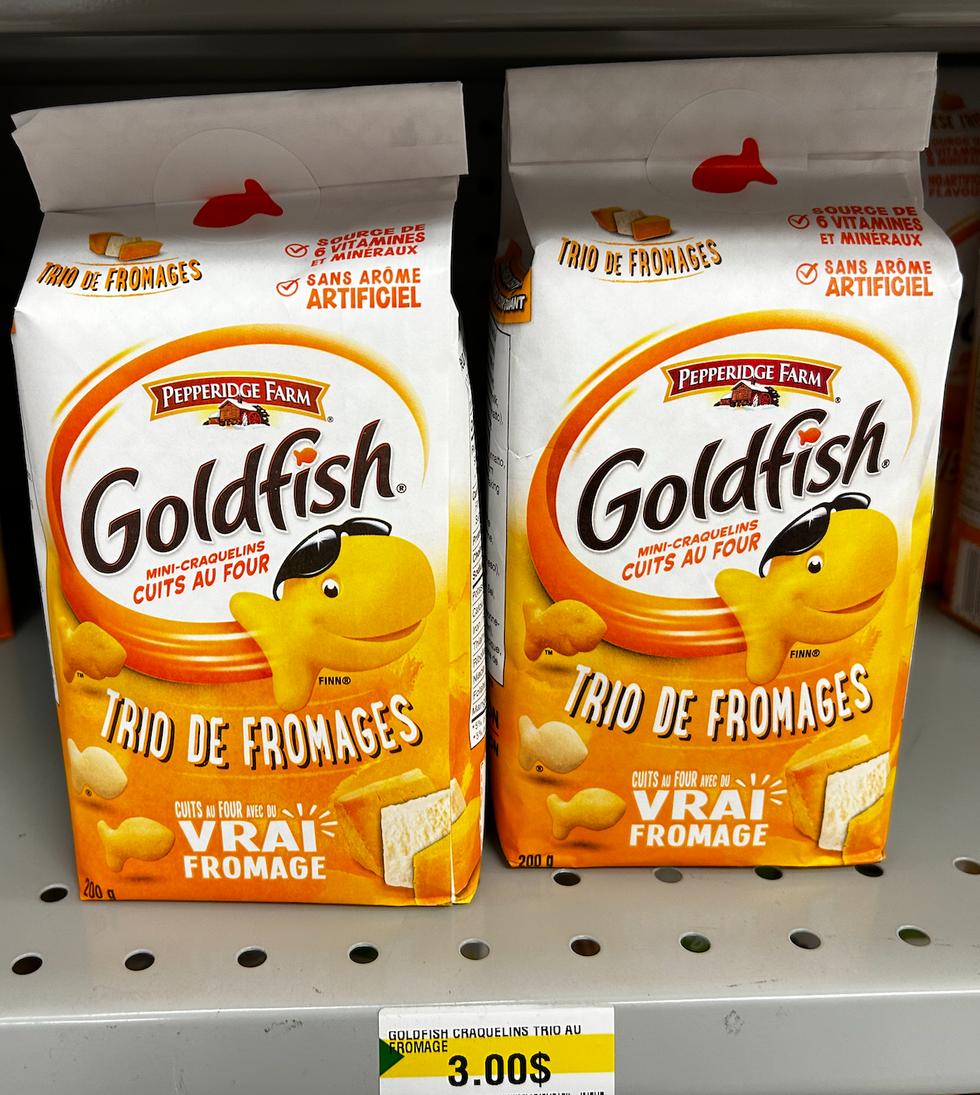 TRIO DE FROMAGES
SOURCE DE
6 VITAMINES
ET MINÉRAUX
SANS ARÔME
ARTIFICIEL
PEPPERIDGE FARM®
Goldfish®
MINI-CRAQUELINS
CUITS AU FOUR
FINN®
TM
TRIO DE FROMAGES
®
CUITS AU FOUR AVEC DU
VRAI
FROMAGE
200 g
TRIO DE FROMAGES
SOURCE DE
6 VITAMINES
ET MINÉRAUX
SANS ARÔME
ARTIFICIEL
PEPPERIDGE FARM®
Goldfish®
MINI-CRAQUELINS
CUITS AU FOUR
FINN®
TM
TRIO DE FROMAGES
®
CUITS AU FOUR AVEC DU
VRAI
FROMAGE
200 g
GOLDFISH CRAQUELINS TRIO AU
FROMAGE
3.00$